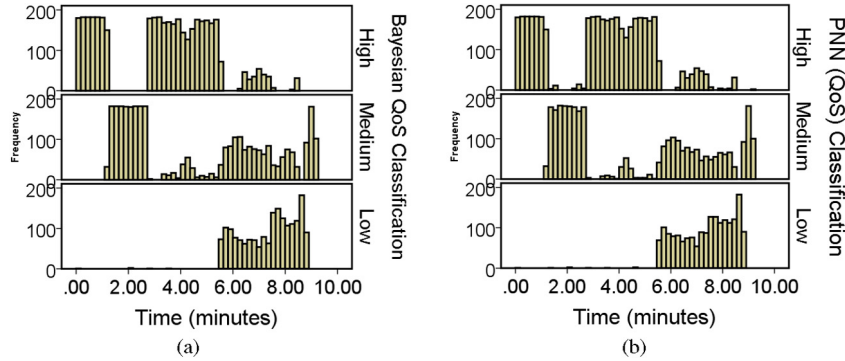 200
100
0
High
200
100
0
Medium
200
100
0
Low
Frequency
Bayesian QoS Classification
.00 2.00 4.00 6.00 8.00 10.00
Time (minutes)
(a)
200
100
0
High
200
100
0
Medium
200
100
0
Low
Frequency
PNN (QoS) Classification
.00 2.00 4.00 6.00 8.00 10.00
Time (minutes)
(b)